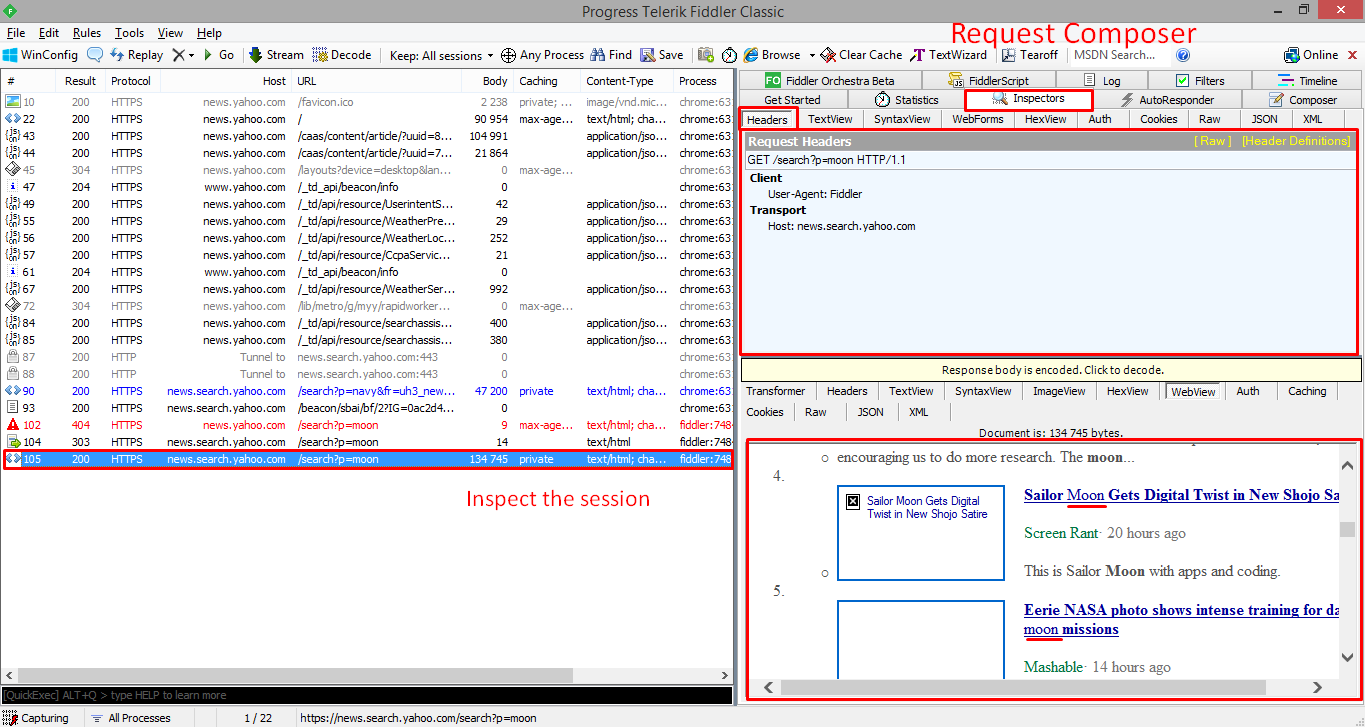 Progress Telerik Fiddler Classic
File Edit Rules Tools View Help
Request Composer
WinConfig Replay Go Stream Decode Keep: All sessions Any Process Find Save Browse Clear Cache TextWizard Tearoff MSDN Search... Online
# Result Protocol Host URL Body Caching Content-Type Process
10 200 HTTPS news.yahoo.com /favicon.ico 2 238 private; ... image/vnd.mic... chrome:631
22 200 HTTPS news.yahoo.com / 90 954 max-age... text/html; cha... chrome:631
43 200 HTTPS news.yahoo.com /caas/content/article/?uuid=8... 104 991 application/jso... chrome:631
44 200 HTTPS news.yahoo.com /caas/content/article/?uuid=7... 21 864 application/jso... chrome:631
45 304 HTTPS news.yahoo.com /layouts?device=desktop&lan... 0 max-age... chrome:631
47 204 HTTPS www.yahoo.com /_td_api/beacon/info 0 chrome:631
49 200 HTTPS news.yahoo.com /_td/api/resource/UserintentS... 42 application/jso... chrome:631
55 200 HTTPS news.yahoo.com /_td/api/resource/WeatherPre... 29 application/jso... chrome:631
56 200 HTTPS news.yahoo.com /_td/api/resource/WeatherLoc... 252 application/jso... chrome:631
57 200 HTTPS news.yahoo.com /_td/api/resource/CcpaServic... 21 application/jso... chrome:631
61 204 HTTPS www.yahoo.com /_td_api/beacon/info 0 chrome:631
67 200 HTTPS news.yahoo.com /_td/api/resource/WeatherSer... 992 application/jso... chrome:631
72 304 HTTPS news.yahoo.com /lib/metro/g/myy/rapidworker... 0 max-age... chrome:631
84 200 HTTPS news.yahoo.com /_td/api/resource/searchassis... 400 application/jso... chrome:631
85 200 HTTPS news.yahoo.com /_td/api/resource/searchassis... 380 application/jso... chrome:631
87 200 HTTP Tunnel to news.search.yahoo.com:443 0 chrome:631
88 200 HTTP Tunnel to news.search.yahoo.com:443 0 chrome:631
90 200 HTTPS news.search.yahoo.com /search?p=navy&fr=uh3_new... 47 200 private text/html; cha... chrome:631
93 200 HTTPS news.search.yahoo.com /beacon/sbai/bf/2?IG=0ac2d4... 0 chrome:631
102 404 HTTPS news.yahoo.com /search?p=moon 9 max-age... text/html; cha... fiddler:748
104 303 HTTPS news.search.yahoo.com /search?p=moon 14 text/html fiddler:748
105 200 HTTPS news.search.yahoo.com /search?p=moon 134 745 private text/html; cha... fiddler:748
Inspect the session
[QuickExec] ALT+Q > type HELP to learn more
Capturing All Processes 1 / 22 https://news.search.yahoo.com/search?p=moon
FO Fiddler Orchestra Beta FiddlerScript Log Filters Timeline
Get Started Statistics Inspectors AutoResponder Composer
Headers TextView SyntaxView WebForms HexView Auth Cookies Raw JSON XML
Request Headers [ Raw ] [Header Definitions]
GET /search?p=moon HTTP/1.1
Client
User-Agent: Fiddler
Transport
Host: news.search.yahoo.com
Response body is encoded. Click to decode.
Transformer Headers TextView SyntaxView ImageView HexView WebView Auth Caching
Cookies Raw JSON XML
Document is: 134 745 bytes.
encouraging us to do more research. The moon...
4.
Sailor Moon Gets Digital
Twist in New Shojo Satire
Sailor Moon Gets Digital Twist in New Shojo Sa
Screen Rant· 20 hours ago
This is Sailor Moon with apps and coding.
5.
Eerie NASA photo shows intense training for da
moon missions
Mashable· 14 hours ago